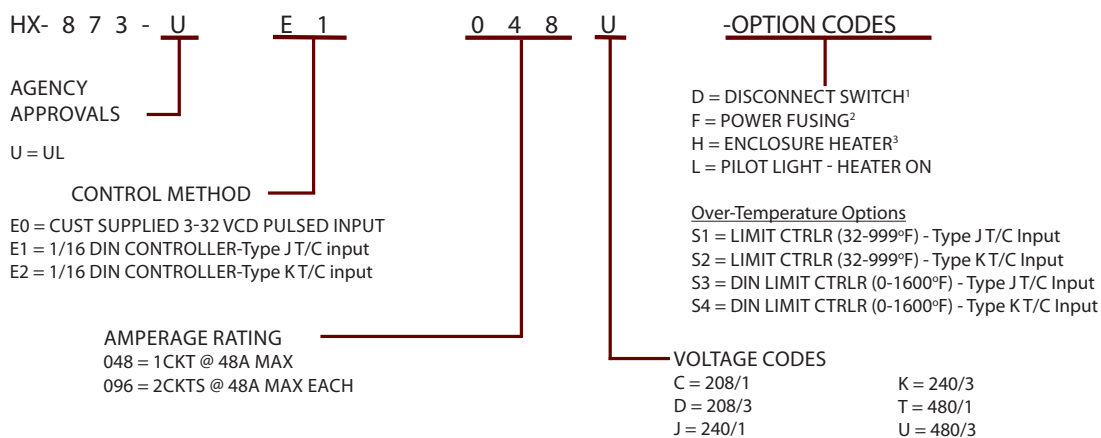 HX- 8 7 3 - U E 1 0 4 8 U -OPTION CODES
AGENCY
APPROVALS
U = UL
CONTROL METHOD
E0 = CUST SUPPLIED 3-32 VCD PULSED INPUT
E1 = 1/16 DIN CONTROLLER-Type J T/C input
E2 = 1/16 DIN CONTROLLER-Type K T/C input
AMPERAGE RATING
048 = 1CKT @ 48A MAX
096 = 2CKTS @ 48A MAX EACH
D = DISCONNECT SWITCH¹
F = POWER FUSING²
H = ENCLOSURE HEATER³
L = PILOT LIGHT - HEATER ON
Over-Temperature Options
S1 = LIMIT CTRLR (32-999ºF) - Type J T/C Input
S2 = LIMIT CTRLR (32-999ºF) - Type K T/C Input
S3 = DIN LIMIT CTRLR (0-1600ºF) - Type J T/C Input
S4 = DIN LIMIT CTRLR (0-1600ºF) - Type K T/C Input
VOLTAGE CODES
C = 208/1 K = 240/3
D = 208/3 T = 480/1
J = 240/1 U = 480/3